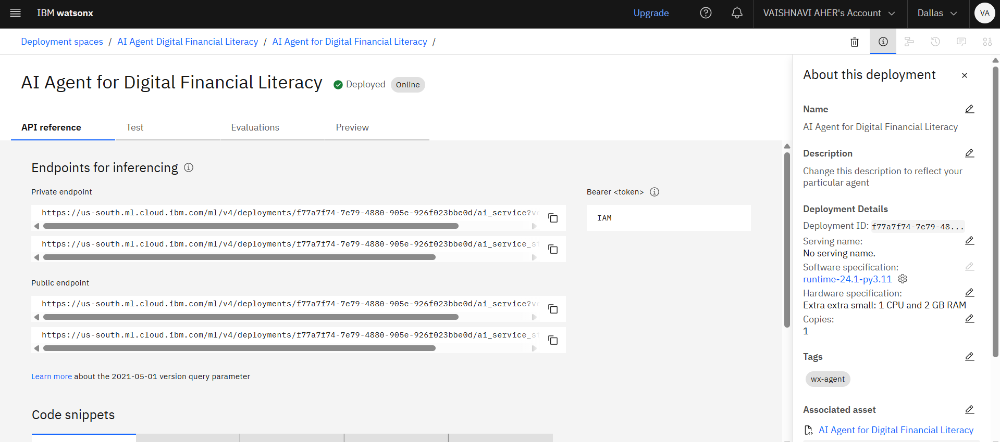 IBM watsonx
Upgrade
VAISHNAVI AHER's Account
Dallas
VA
Deployment spaces / AI Agent Digital Financial Literacy / AI Agent for Digital Financial Literacy /
AI Agent for Digital Financial Literacy
Deployed
Online
API reference
Test
Evaluations
Preview
Endpoints for inferencing
Private endpoint
https://us-south.ml.cloud.ibm.com/ml/v4/deployments/f77a7f74-7e79-4880-905e-926f023bbe0d/ai_service?ve
https://us-south.ml.cloud.ibm.com/ml/v4/deployments/f77a7f74-7e79-4880-905e-926f023bbe0d/ai_service_st
Public endpoint
https://us-south.ml.cloud.ibm.com/ml/v4/deployments/f77a7f74-7e79-4880-905e-926f023bbe0d/ai_service?ve
https://us-south.ml.cloud.ibm.com/ml/v4/deployments/f77a7f74-7e79-4880-905e-926f023bbe0d/ai_service_st
Learn more about the 2021-05-01 version query parameter
Bearer <token>
IAM
Code snippets
About this deployment
Name
AI Agent for Digital Financial Literacy
Description
Change this description to reflect your
particular agent
Deployment Details
Deployment ID: f77a7f74-7e79-48...
Serving name:
No serving name.
Software specification:
runtime-24.1-py3.11
Hardware specification:
Extra extra small: 1 CPU and 2 GB RAM
Copies:
1
Tags
wx-agent
Associated asset
AI Agent for Digital Financial Literacy